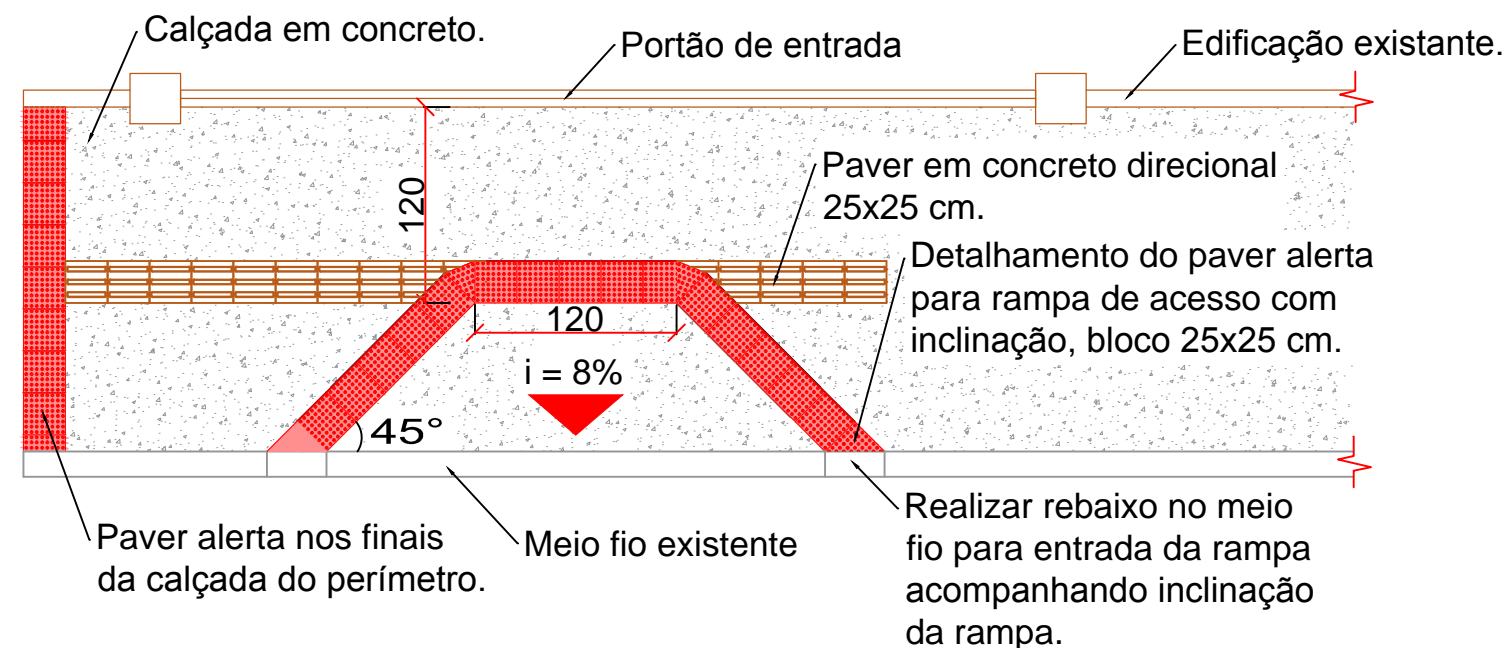 Calçada em concreto.
Portão de entrada
Edificação existente.
120
Paver em concreto direcional
25x25 cm.
Detalhamento do paver alerta
para rampa de acesso com
inclinação, bloco 25x25 cm.
120
i = 8%
45°
Paver alerta nos finais
da calçada do perímetro.
Meio fio existente
Realizar rebaixo no meio
fio para entrada da rampa
acompanhando inclinação
da rampa.